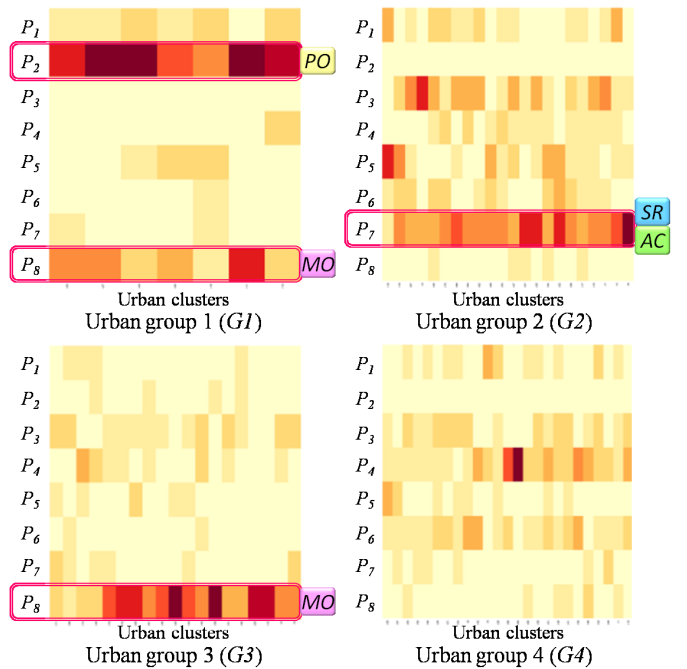 P1
P2 PO
P3
P4
P5
P6
P7
P8 MO
Urban clusters
Urban group 1 (G1)
P1
P2
P3
P4
P5
P6
SR
P7
AC
P8
Urban clusters
Urban group 2 (G2)
P1
P2
P3
P4
P5
P6
P7
P8 MO
Urban clusters
Urban group 3 (G3)
P1
P2
P3
P4
P5
P6
P7
P8
Urban clusters
Urban group 4 (G4)